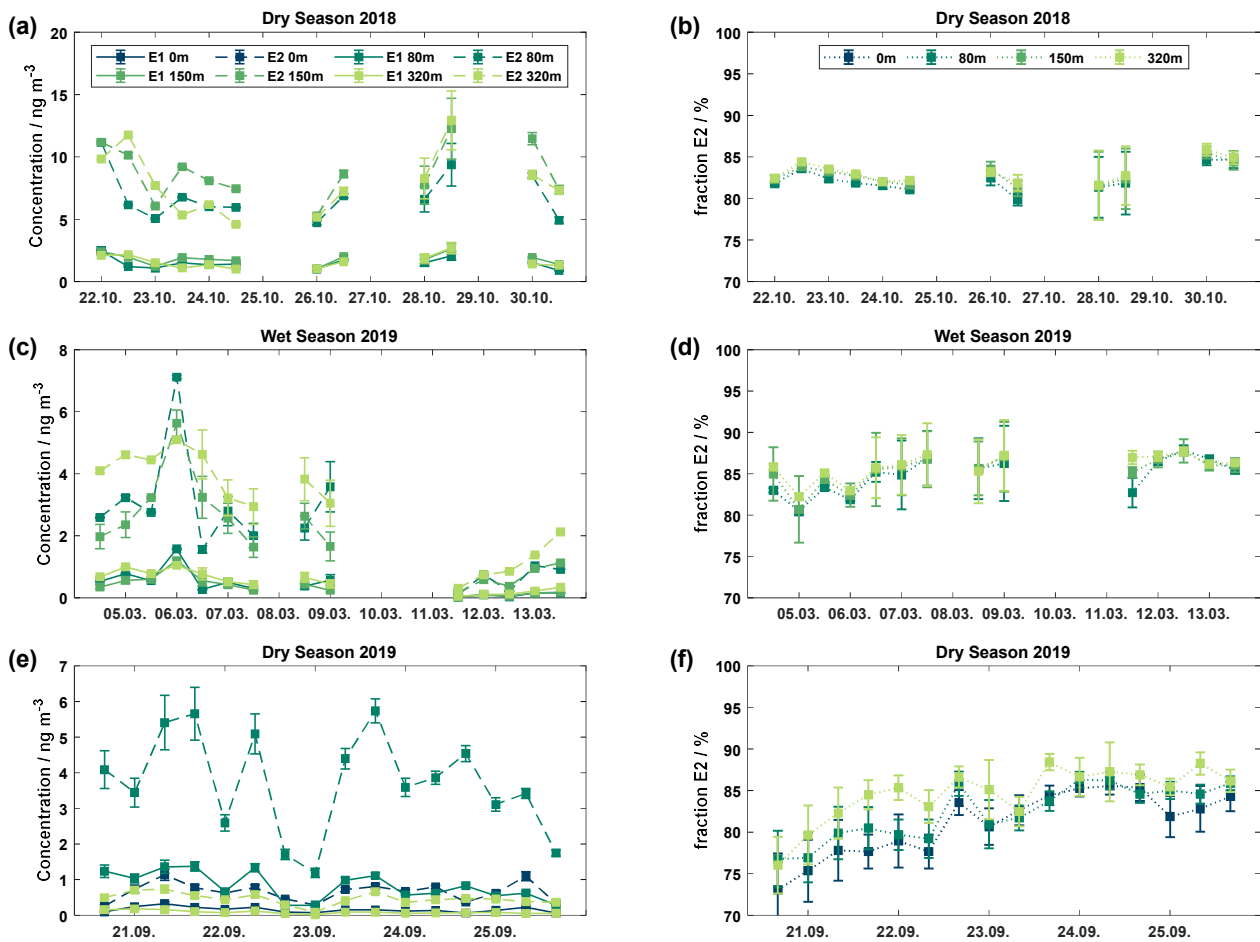 (a)
Dry Season 2018
Concentration / ng m⁻³
20
15
10
5
0
E1 0m E2 0m E1 80m E2 80m
E1 150m E2 150m E1 320m E2 320m
22.10. 23.10. 24.10. 25.10. 26.10. 27.10. 28.10. 29.10. 30.10.
(b)
Dry Season 2018
fraction E2 / %
100
95
90
85
80
75
70
0m 80m 150m 320m
22.10. 23.10. 24.10. 25.10. 26.10. 27.10. 28.10. 29.10. 30.10.
(c)
Wet Season 2019
Concentration / ng m⁻³
8
6
4
2
0
05.03. 06.03. 07.03. 08.03. 09.03. 10.03. 11.03. 12.03. 13.03.
(d)
Wet Season 2019
fraction E2 / %
100
95
90
85
80
75
70
05.03. 06.03. 07.03. 08.03. 09.03. 10.03. 11.03. 12.03. 13.03.
(e)
Dry Season 2019
Concentration / ng m⁻³
7
6
5
4
3
2
1
0
21.09. 22.09. 23.09. 24.09. 25.09.
(f)
Dry Season 2019
fraction E2 / %
100
95
90
85
80
75
70
21.09. 22.09. 23.09. 24.09. 25.09.